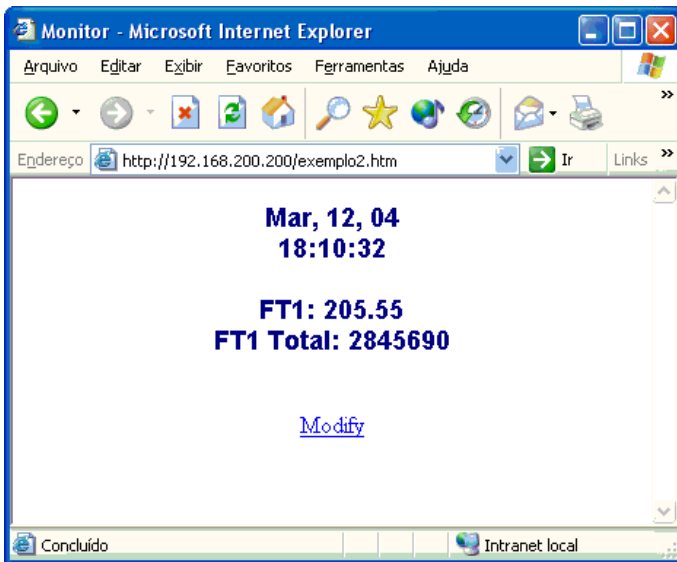 Monitor - Microsoft Internet Explorer
Arquivo Editar Exibir Favoritos Ferramentas Ajuda
Endereço http://192.168.200.200/exemplo2.htm Ir Links
Mar, 12, 04
18:10:32
FT1: 205.55
FT1 Total: 2845690
Modify
Concluído Intranet local